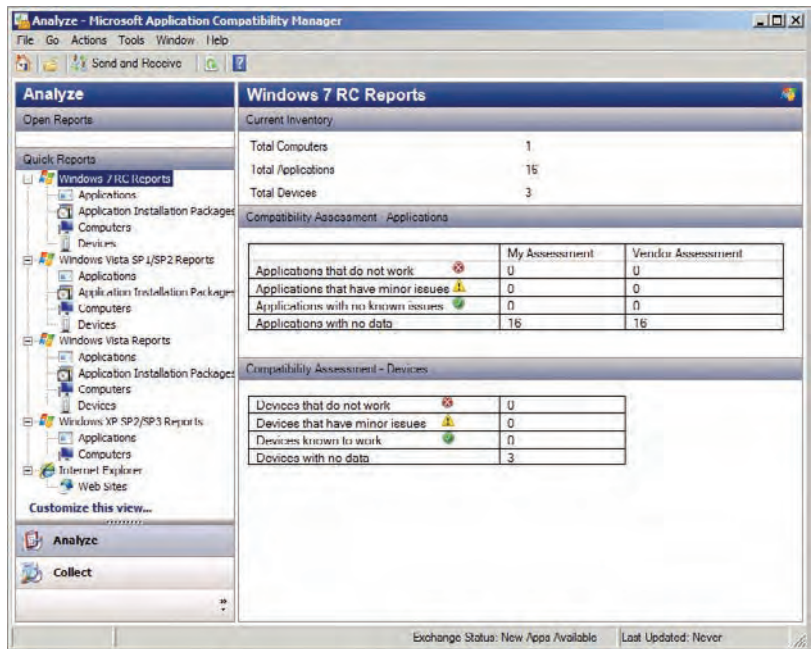 Analyze - Microsoft Application Compatibility Manager
File Go Actions Tools Window Help
Send and Receive
Analyze
Open Reports
Quick Reports
Windows 7 RC Reports
Applications
Application Installation Packages
Computers
Devices
Windows Vista SP1/SP2 Reports
Applications
Application Installation Packages
Computers
Devices
Windows Vista Reports
Applications
Application Installation Packages
Computers
Devices
Windows XP SP2/SP3 Reports
Applications
Computers
Internet Explorer
Web Sites
Customize this view...
Analyze
Collect
Windows 7 RC Reports
Current Inventory
Total Computers 1
Total Applications 16
Total Devices 3
Compatibility Assessment - Applications
My Assessment Vendor Assessment
Applications that do not work 0 0
Applications that have minor issues 0 0
Applications with no known issues 0 0
Applications with no data 16 16
Compatibility Assessment - Devices
Devices that do not work 0
Devices that have minor issues 0
Devices known to work 0
Devices with no data 3
Exchange Status: New Apps Available Last Updated: Never